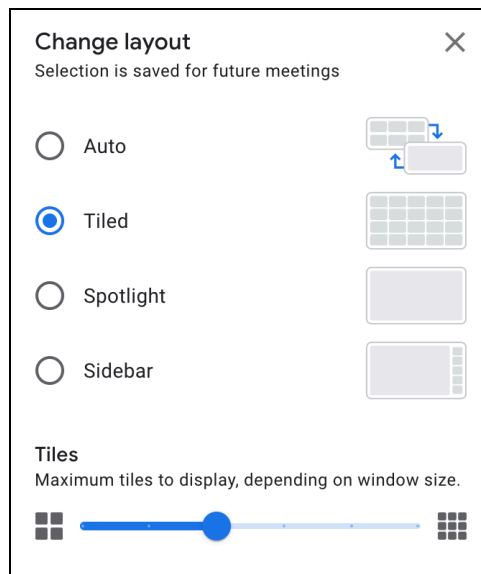 Change layout
Selection is saved for future meetings
Auto
Tiled
Spotlight
Sidebar
Tiles
Maximum tiles to display, depending on window size.